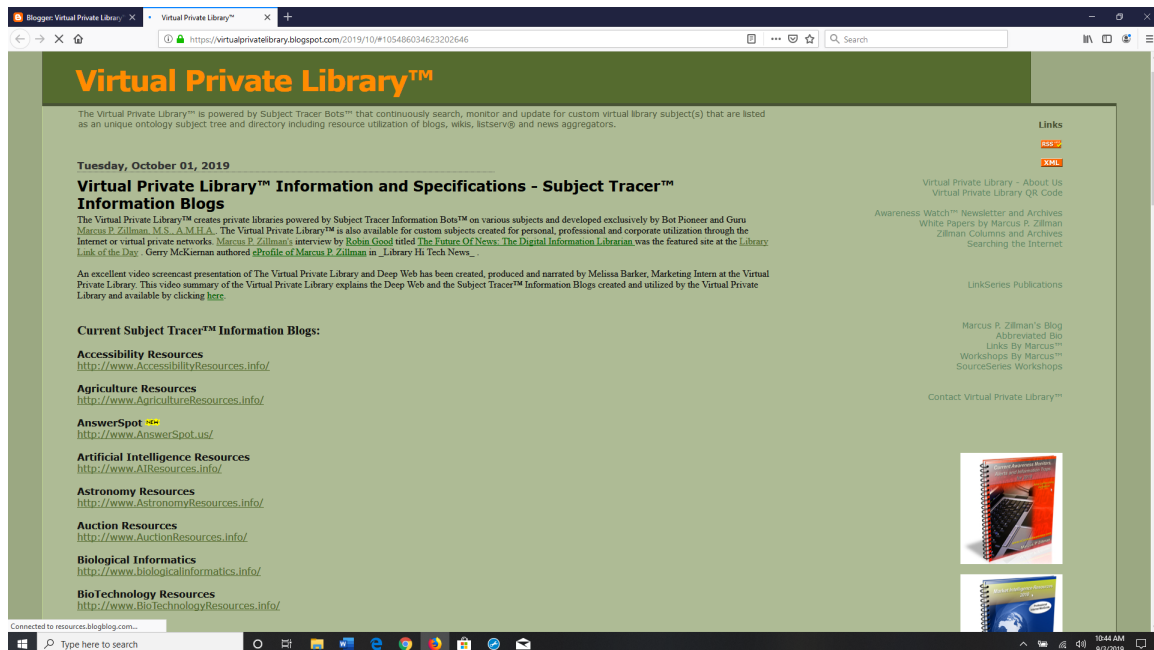 Blogger: Virtual Private Library
Virtual Private Library™
https://virtualprivatelibrary.blogspot.com/2019/10/#105486034623202646
Search
Virtual Private Library™
The Virtual Private Library™ is powered by Subject Tracer Bots™ that continuously search, monitor and update for custom virtual library subject(s) that are listed
as an unique ontology subject tree and directory including resource utilization of blogs, wikis, listserv® and news aggregators.
Links
RSS
XML
Virtual Private Library - About Us
Virtual Private Library QR Code
Awareness Watch™ Newsletter and Archives
White Papers by Marcus P. Zillman
Zillman Columns and Archives
Searching the Internet
LinkSeries Publications
Marcus P. Zillman's Blog
Abbreviated Bio
Links By Marcus™
Workshops By Marcus™
SourceSeries Workshops
Contact Virtual Private Library™
Tuesday, October 01, 2019
Virtual Private Library™ Information and Specifications - Subject Tracer™
Information Blogs
The Virtual Private Library™ creates private libraries powered by Subject Tracer Information Bots™ on various subjects and developed exclusively by Bot Pioneer and Guru
Marcus P. Zillman, M.S., A.M.H.A.. The Virtual Private Library™ is also available for custom subjects created for personal, professional and corporate utilization through the
Internet or virtual private networks. Marcus P. Zillman's interview by Robin Good titled The Future Of News: The Digital Information Librarian was the featured site at the Library
Link of the Day . Gerry McKiernan authored eProfile of Marcus P. Zillman in _Library Hi Tech News_ .
An excellent video screencast presentation of The Virtual Private Library and Deep Web has been created, produced and narrated by Melissa Barker, Marketing Intern at the Virtual
Private Library. This video summary of the Virtual Private Library explains the Deep Web and the Subject Tracer™ Information Blogs created and utilized by the Virtual Private
Library and available by clicking here.
Current Subject Tracer™ Information Blogs:
Accessibility Resources
http://www.AccessibilityResources.info/
Agriculture Resources
http://www.AgricultureResources.info/
AnswerSpot NEW
http://www.AnswerSpot.us/
Artificial Intelligence Resources
http://www.AIResources.info/
Astronomy Resources
http://www.AstronomyResources.info/
Auction Resources
http://www.AuctionResources.info/
Biological Informatics
http://www.biologicalinformatics.info/
BioTechnology Resources
http://www.BioTechnologyResources.info/
Connected to resources.blogblog.com...
Type here to search
10:44 AM
9/3/2019